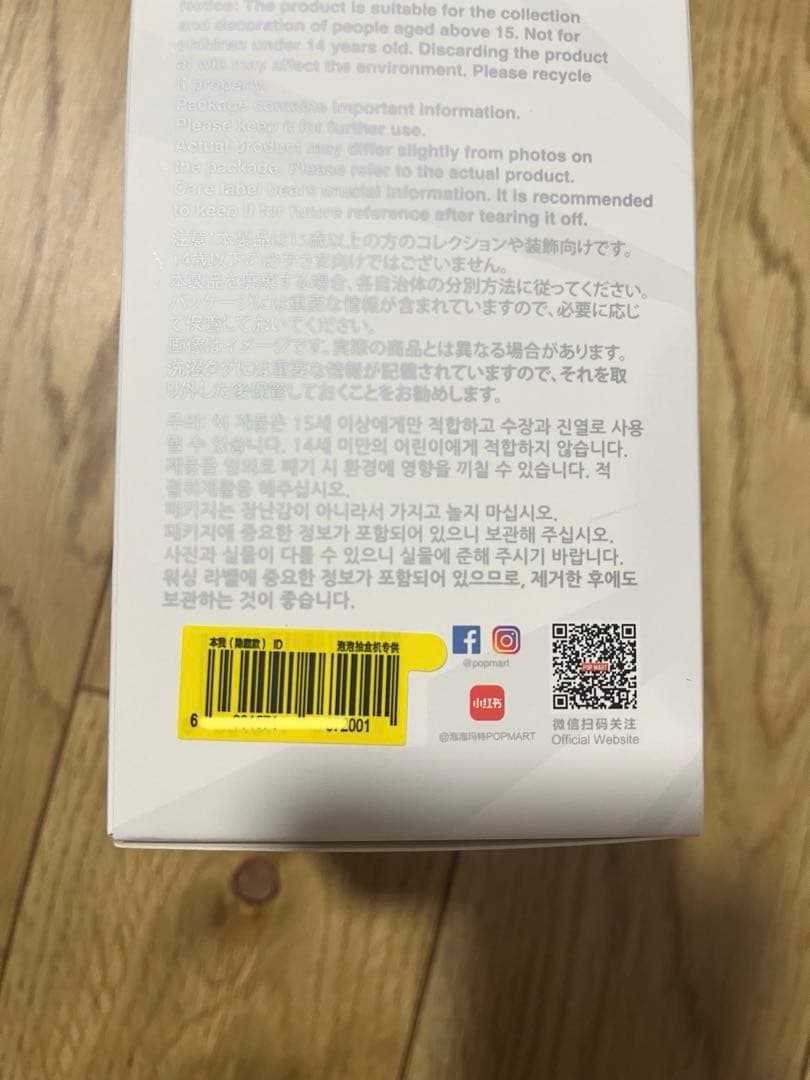 Notice: The product is suitable for the collection
and decoration of people aged above 15. Not for
children under 14 years old. Discarding the product
at will may affect the environment. Please recycle
it properly.
Package contains important information.
Please keep it for further use.
Actual product may differ slightly from photos on
the package. Please refer to the actual product.
Care label bears crucial information. It is recommended
to keep it for future reference after tearing it off.
注意:本製品は15歳以上の方のコレクションや装飾向けです。
14歳以下のお子さま向けではございません。
本製品を廃棄する場合、各自治体の分別方法に従ってください。
パッケージには重要な情報が含まれていますので、必要に応じ
て保管しておいてください。
画像はイメージです。実際の商品とは異なる場合があります。
洗濯タグには重要な情報が記載されていますので、それを取
り外した後保管しておくことをお勧めします。
주의: 이 제품은 15세 이상에게만 적합하고 수장과 진열로 사용
될 수 있습니다. 14세 미만의 어린이에게 적합하지 않습니다.
제품을 임의로 폐기 시 환경에 영향을 끼칠 수 있습니다. 적
절히재활용 해주십시오.
패키지는 장난감이 아니라서 가지고 놀지 마십시오.
패키지에 중요한 정보가 포함되어 있으니 보관해 주십시오.
사진과 실물이 다를 수 있으니 실물에 준해 주시기 바랍니다.
워싱 라벨에 중요한 정보가 포함되어 있으므로, 제거한 후에도
보관하는 것이 좋습니다.
本我(隐藏款) ID 泡泡抽盒机专供
6 2001
@popmart
小红书
@泡泡玛特POPMART
POP MART
微信扫码关注
Official Website